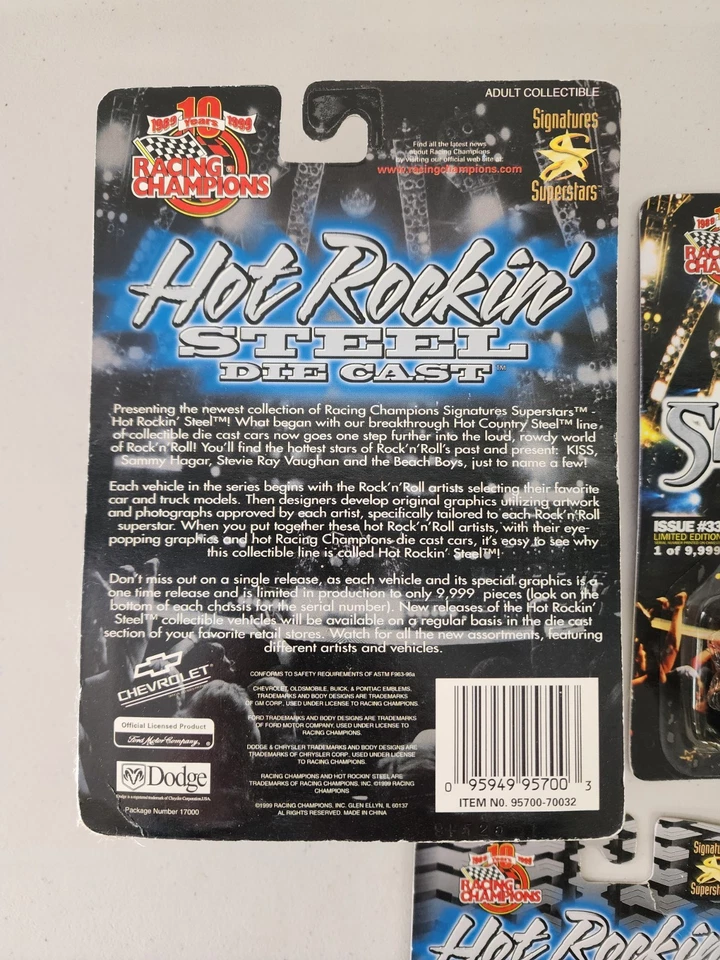 ADULT COLLECTIBLE
10
1989 Years 1999
RACING
CHAMPIONS
Find all the latest news
about Racing Champions
by visiting our official web site at:
www.racingchampions.com
Signatures
Superstars™
Hot Rockin'
STEEL
DIE CAST™
Presenting the newest collection of Racing Champions Signatures Superstars™ -
Hot Rockin' Steel™! What began with our breakthrough Hot Country Steel™ line
of collectible die cast cars now goes one step further into the loud, rowdy world
of Rock'n'Roll! You'll find the hottest stars of Rock'n'Roll's past and present: KISS,
Sammy Hagar, Stevie Ray Vaughan and the Beach Boys, just to name a few!
Each vehicle in the series begins with the Rock'n'Roll artists selecting their favorite
car and truck models. Then designers develop original graphics utilizing artwork
and photographs approved by each artist, specifically tailored to each Rock'n'Roll
superstar. When you put together these hot Rock'n'Roll artists, with their eye-
popping graphics and hot Racing Champions die cast cars, it's easy to see why
this collectible line is called Hot Rockin' Steel™!
Don't miss out on a single release, as each vehicle and its special graphics is a
one time release and is limited in production to only 9,999 pieces (look on the
bottom of each chassis for the serial number). New releases of the Hot Rockin'
Steel™ collectible vehicles will be available on a regular basis in the die cast
section of your favorite retail stores. Watch for all the new assortments, featuring
different artists and vehicles.
CHEVROLET
Official Licensed Product
Ford Motor Company
Dodge
Dodge is a registered trademark of Chrysler Corporation U.S.A.
Package Number 17000
CONFORMS TO SAFETY REQUIREMENTS OF ASTM F963-96a
CHEVROLET, OLDSMOBILE, BUICK, & PONTIAC EMBLEMS,
TRADEMARKS AND BODY DESIGNS ARE TRADEMARKS
OF GM CORP., USED UNDER LICENSE TO RACING CHAMPIONS.
FORD TRADEMARKS AND BODY DESIGNS ARE TRADEMARKS
OF FORD MOTOR COMPANY. USED UNDER LICENSE TO
RACING CHAMPIONS.
DODGE & CHRYSLER TRADEMARKS AND BODY DESIGNS ARE
TRADEMARKS OF CHRYSLER CORP. USED UNDER LICENSE
TO RACING CHAMPIONS.
RACING CHAMPIONS AND HOT ROCKIN' STEEL ARE
TRADEMARKS OF RACING CHAMPIONS, INC. ©1999 RACING
CHAMPIONS
©1999 RACING CHAMPIONS, INC. GLEN ELLYN, IL 60137
AL RIGHTS RESERVED. MADE IN CHINA
0 95949 95700 3
ITEM No. 95700-70032
ISSUE #33
LIMITED EDITION
1 of 9,999
10
1989 Years 1999
RACING
CHAMPIONS
Hot Rockin'